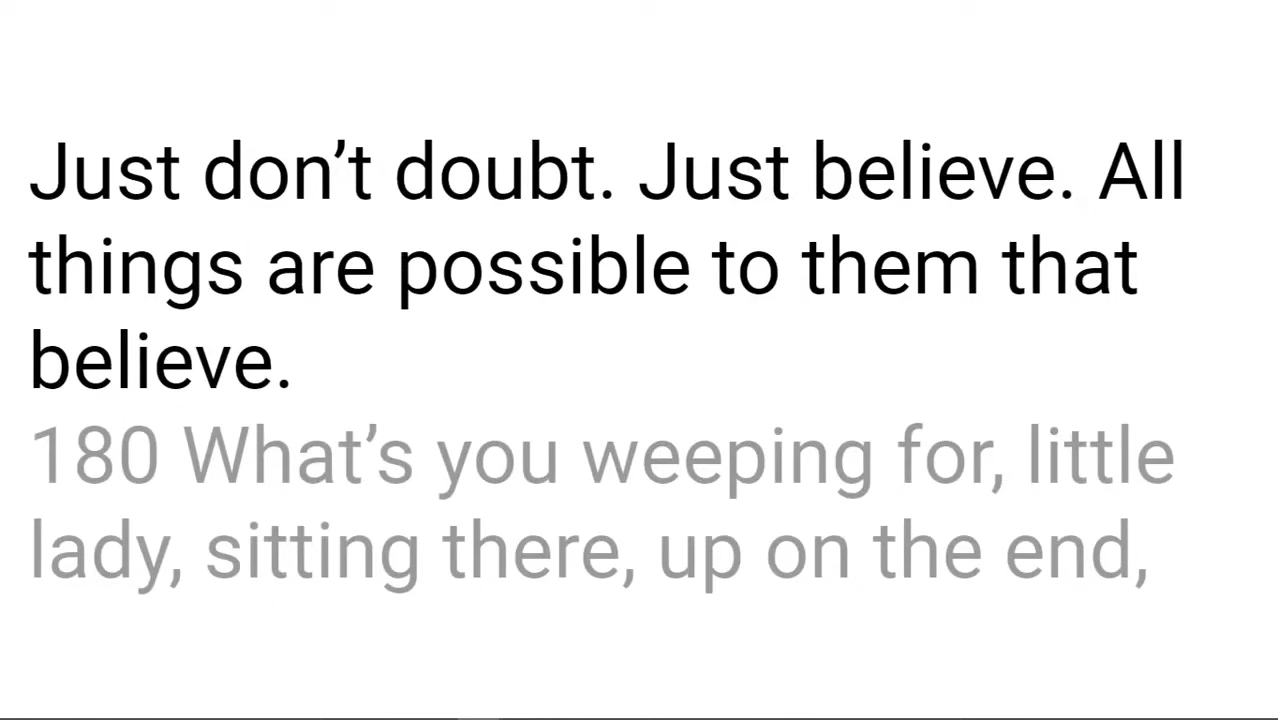 Just don’t doubt. Just believe. All
things are possible to them that
believe.
180 What’s you weeping for, little
lady, sitting there, up on the end,